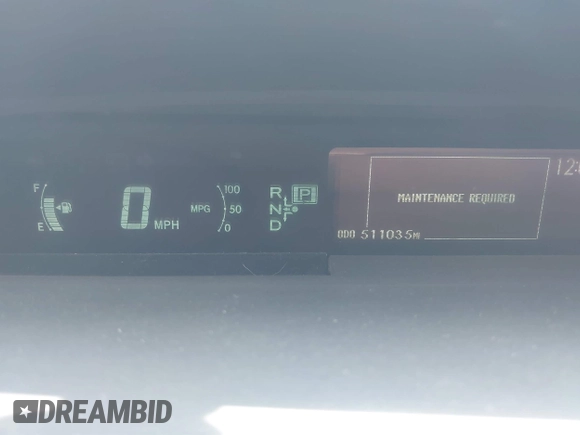 F
E
0 MPH
MPG
100
50
0
R
N
D
P
MAINTENANCE REQUIRED
ODO 511035MI
DREAMBID